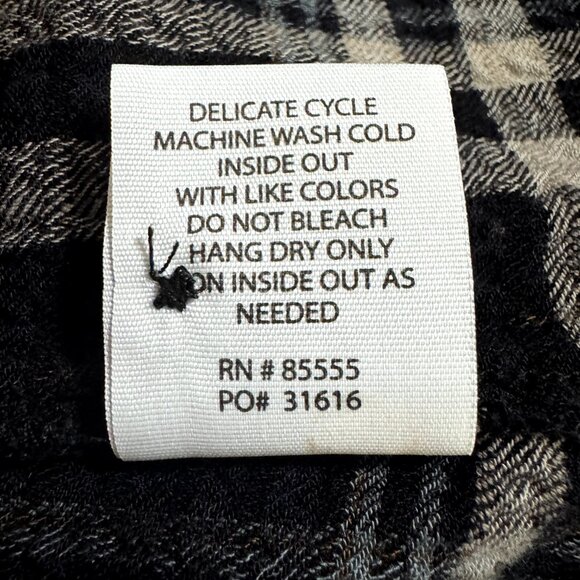 DELICATE CYCLE
MACHINE WASH COLD
INSIDE OUT
WITH LIKE COLORS
DO NOT BLEACH
HANG DRY ONLY
ON INSIDE OUT AS
NEEDED
RN # 85555
PO# 31616